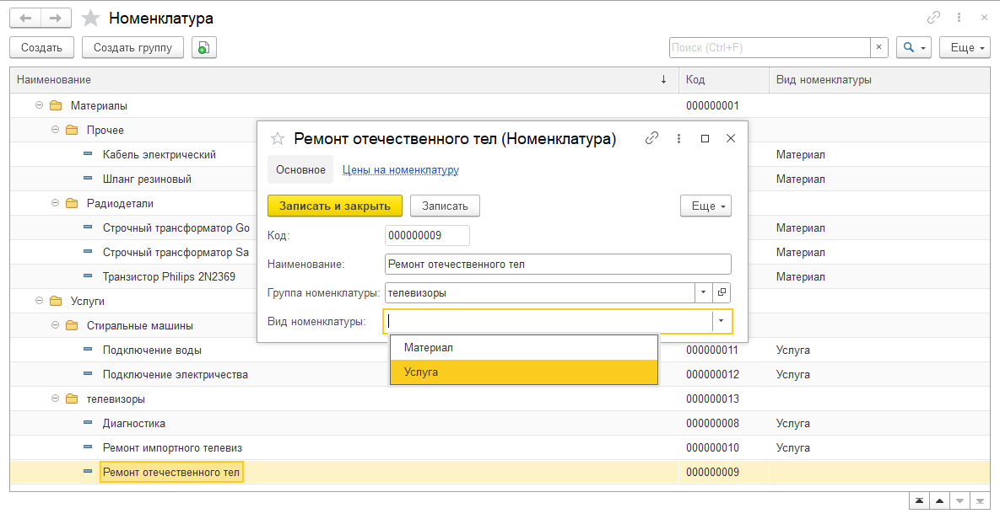 Номенклатура
Создать Создать группу Поиск (Ctrl+F) × Еще
Наименование ↓ Код Вид номенклатуры
Материалы 000000001
Прочее
Кабель электрический Материал
Шланг резиновый Материал
Радиодетали
Строчный трансформатор Go Материал
Строчный трансформатор Sa Материал
Транзистор Philips 2N2369 Материал
Услуги
Стиральные машины
Подключение воды 000000011 Услуга
Подключение электричества 000000012 Услуга
телевизоры 000000013
Диагностика 000000008 Услуга
Ремонт импортного телевиз 000000010 Услуга
Ремонт отечественного тел 000000009
Ремонт отечественного тел (Номенклатура)
Основное Цены на номенклатуру
Записать и закрыть Записать Еще
Код: 000000009
Наименование: Ремонт отечественного тел
Группа номенклатуры: телевизоры
Вид номенклатуры:
Материал
Услуга